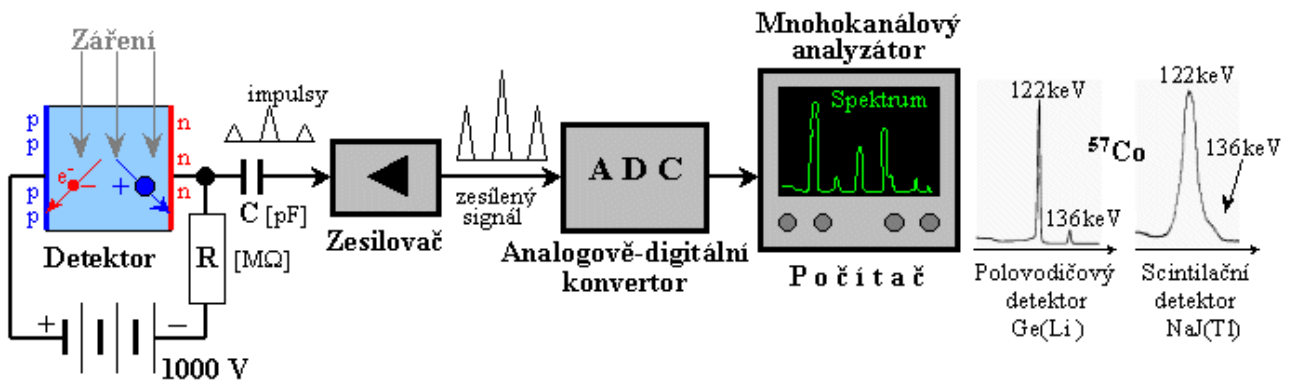 Záření
p
p
p
p
e-
–
+
n
n
n
Detektor
+
–
1000 V
R
[MΩ]
impulsy
C [pF]
Zesilovač
zesílený
signál
A D C
Analogově-digitální
konvertor
Mnohokanálový
analyzátor
Spektrum
Počítač
122keV
136keV
Polovodičový
detektor
Ge(Li)
57Co
122keV
136keV
Scintilační
detektor
NaJ(Tl)